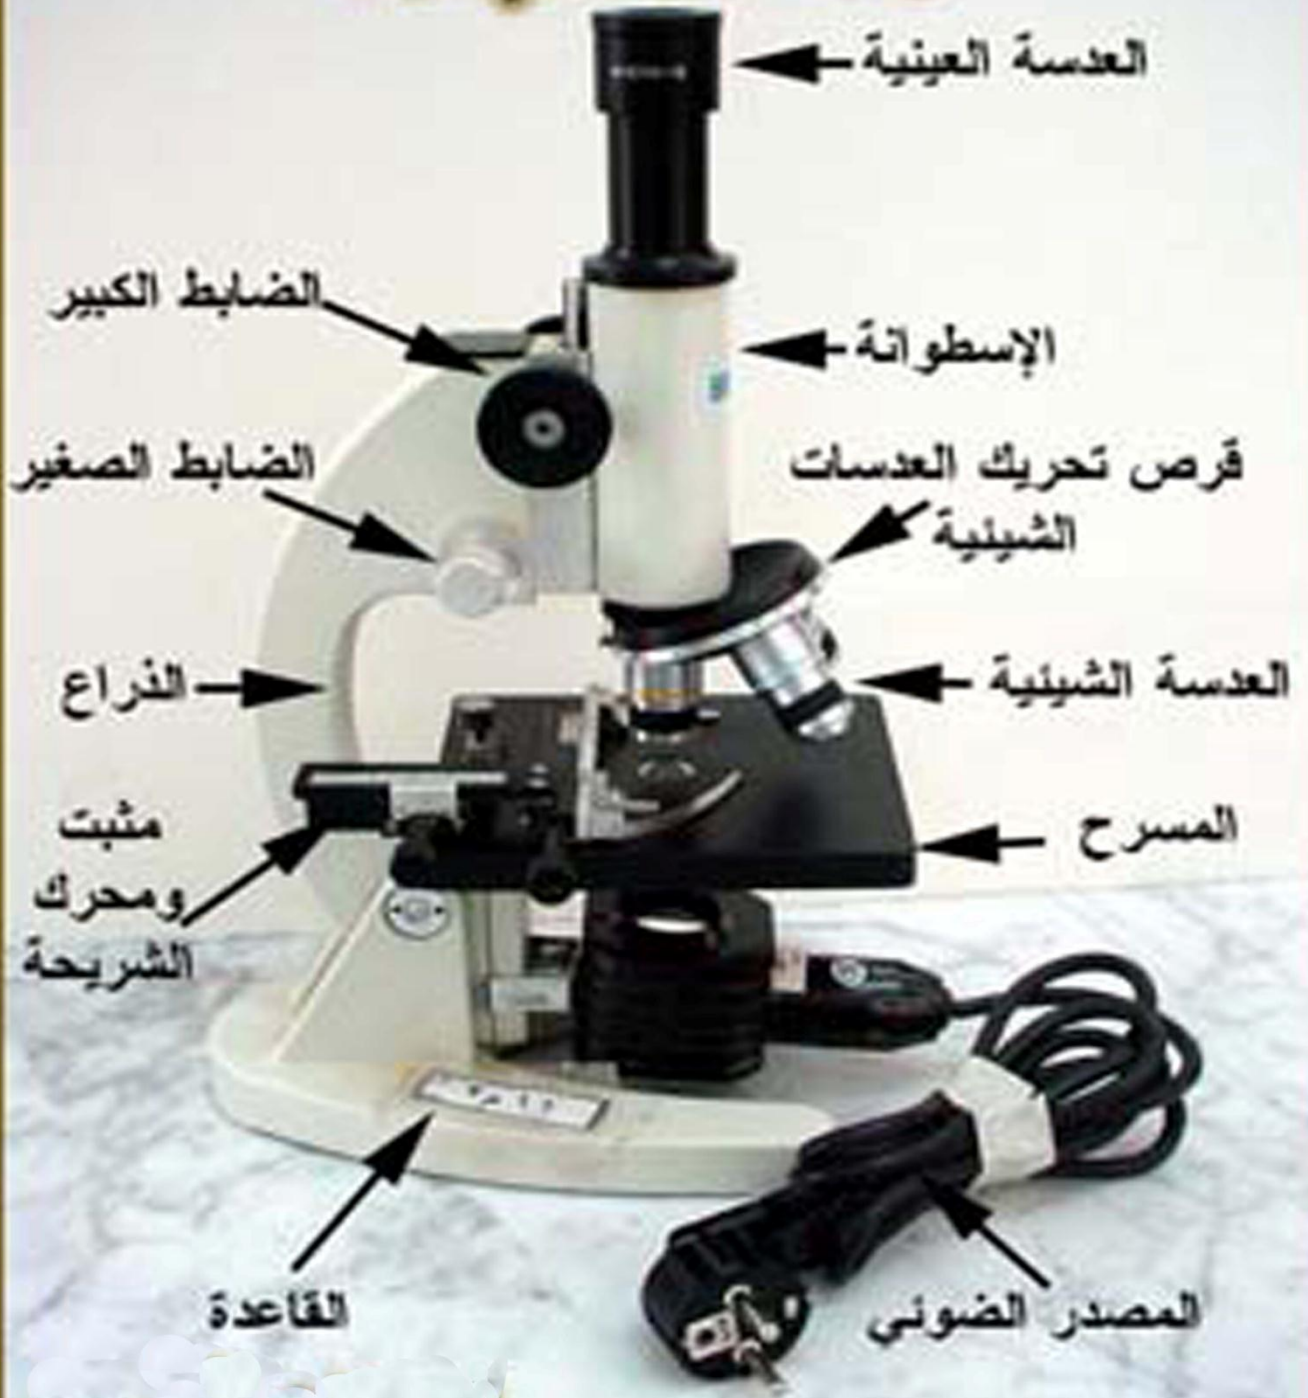 العدسة العينية
الضابط الكبير
الإسطوانة
الضابط الصغير
قرص تحريك العدسات
الشيئية
الذراع
العدسة الشيئية
المسرح
مثبت
ومحرك
الشريحة
القاعدة
المصدر الضوئي